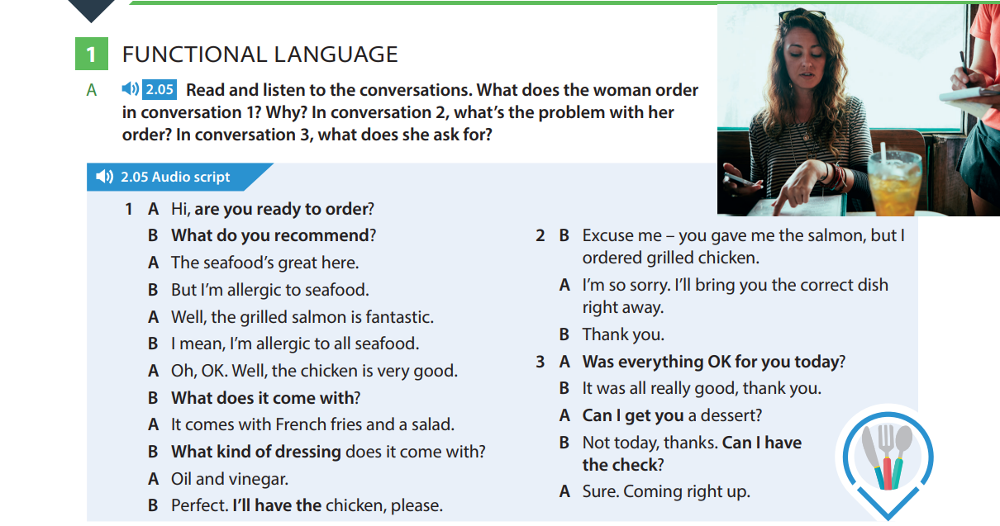 1 FUNCTIONAL LANGUAGE
A 2.05 Read and listen to the conversations. What does the woman order
in conversation 1? Why? In conversation 2, what's the problem with her
order? In conversation 3, what does she ask for?
2.05 Audio script
1 A Hi, are you ready to order?
B What do you recommend?
A The seafood's great here.
B But I'm allergic to seafood.
A Well, the grilled salmon is fantastic.
B I mean, I'm allergic to all seafood.
A Oh, OK. Well, the chicken is very good.
B What does it come with?
A It comes with French fries and a salad.
B What kind of dressing does it come with?
A Oil and vinegar.
B Perfect. I'll have the chicken, please.
2 B Excuse me – you gave me the salmon, but I
ordered grilled chicken.
A I'm so sorry. I'll bring you the correct dish
right away.
B Thank you.
3 A Was everything OK for you today?
B It was all really good, thank you.
A Can I get you a dessert?
B Not today, thanks. Can I have
the check?
A Sure. Coming right up.